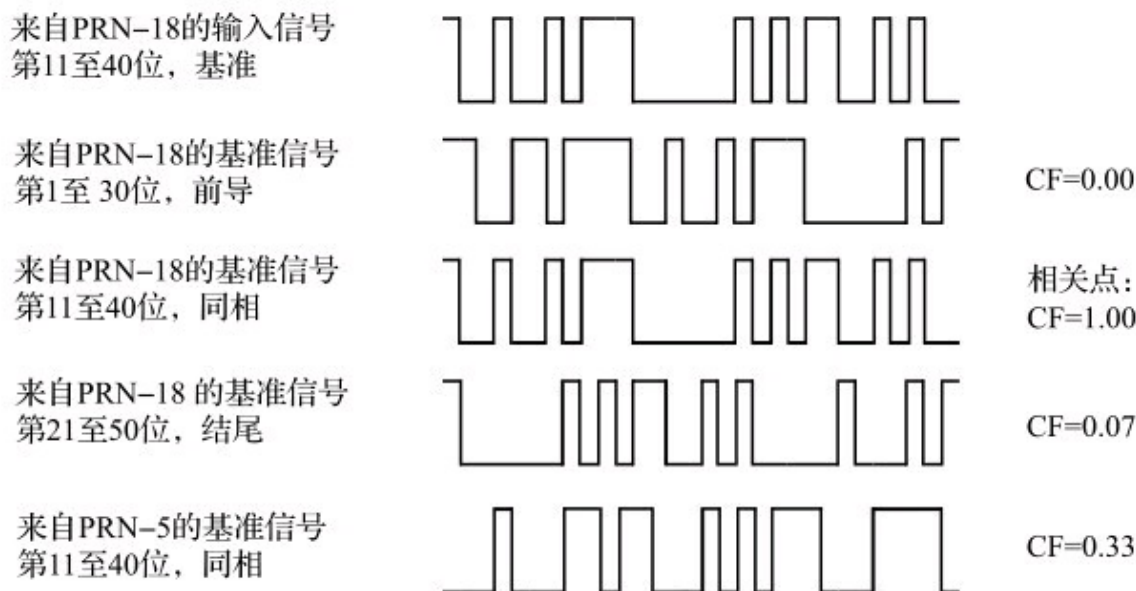 来自PRN–18的输入信号
第11至40位，基准
来自PRN–18的基准信号
第1至 30位，前导
CF=0.00
来自PRN–18的基准信号
第11至40位，同相
相关点：
CF=1.00
来自PRN–18 的基准信号
第21至50位，结尾
CF=0.07
来自PRN–5的基准信号
第11至40位，同相
CF=0.33